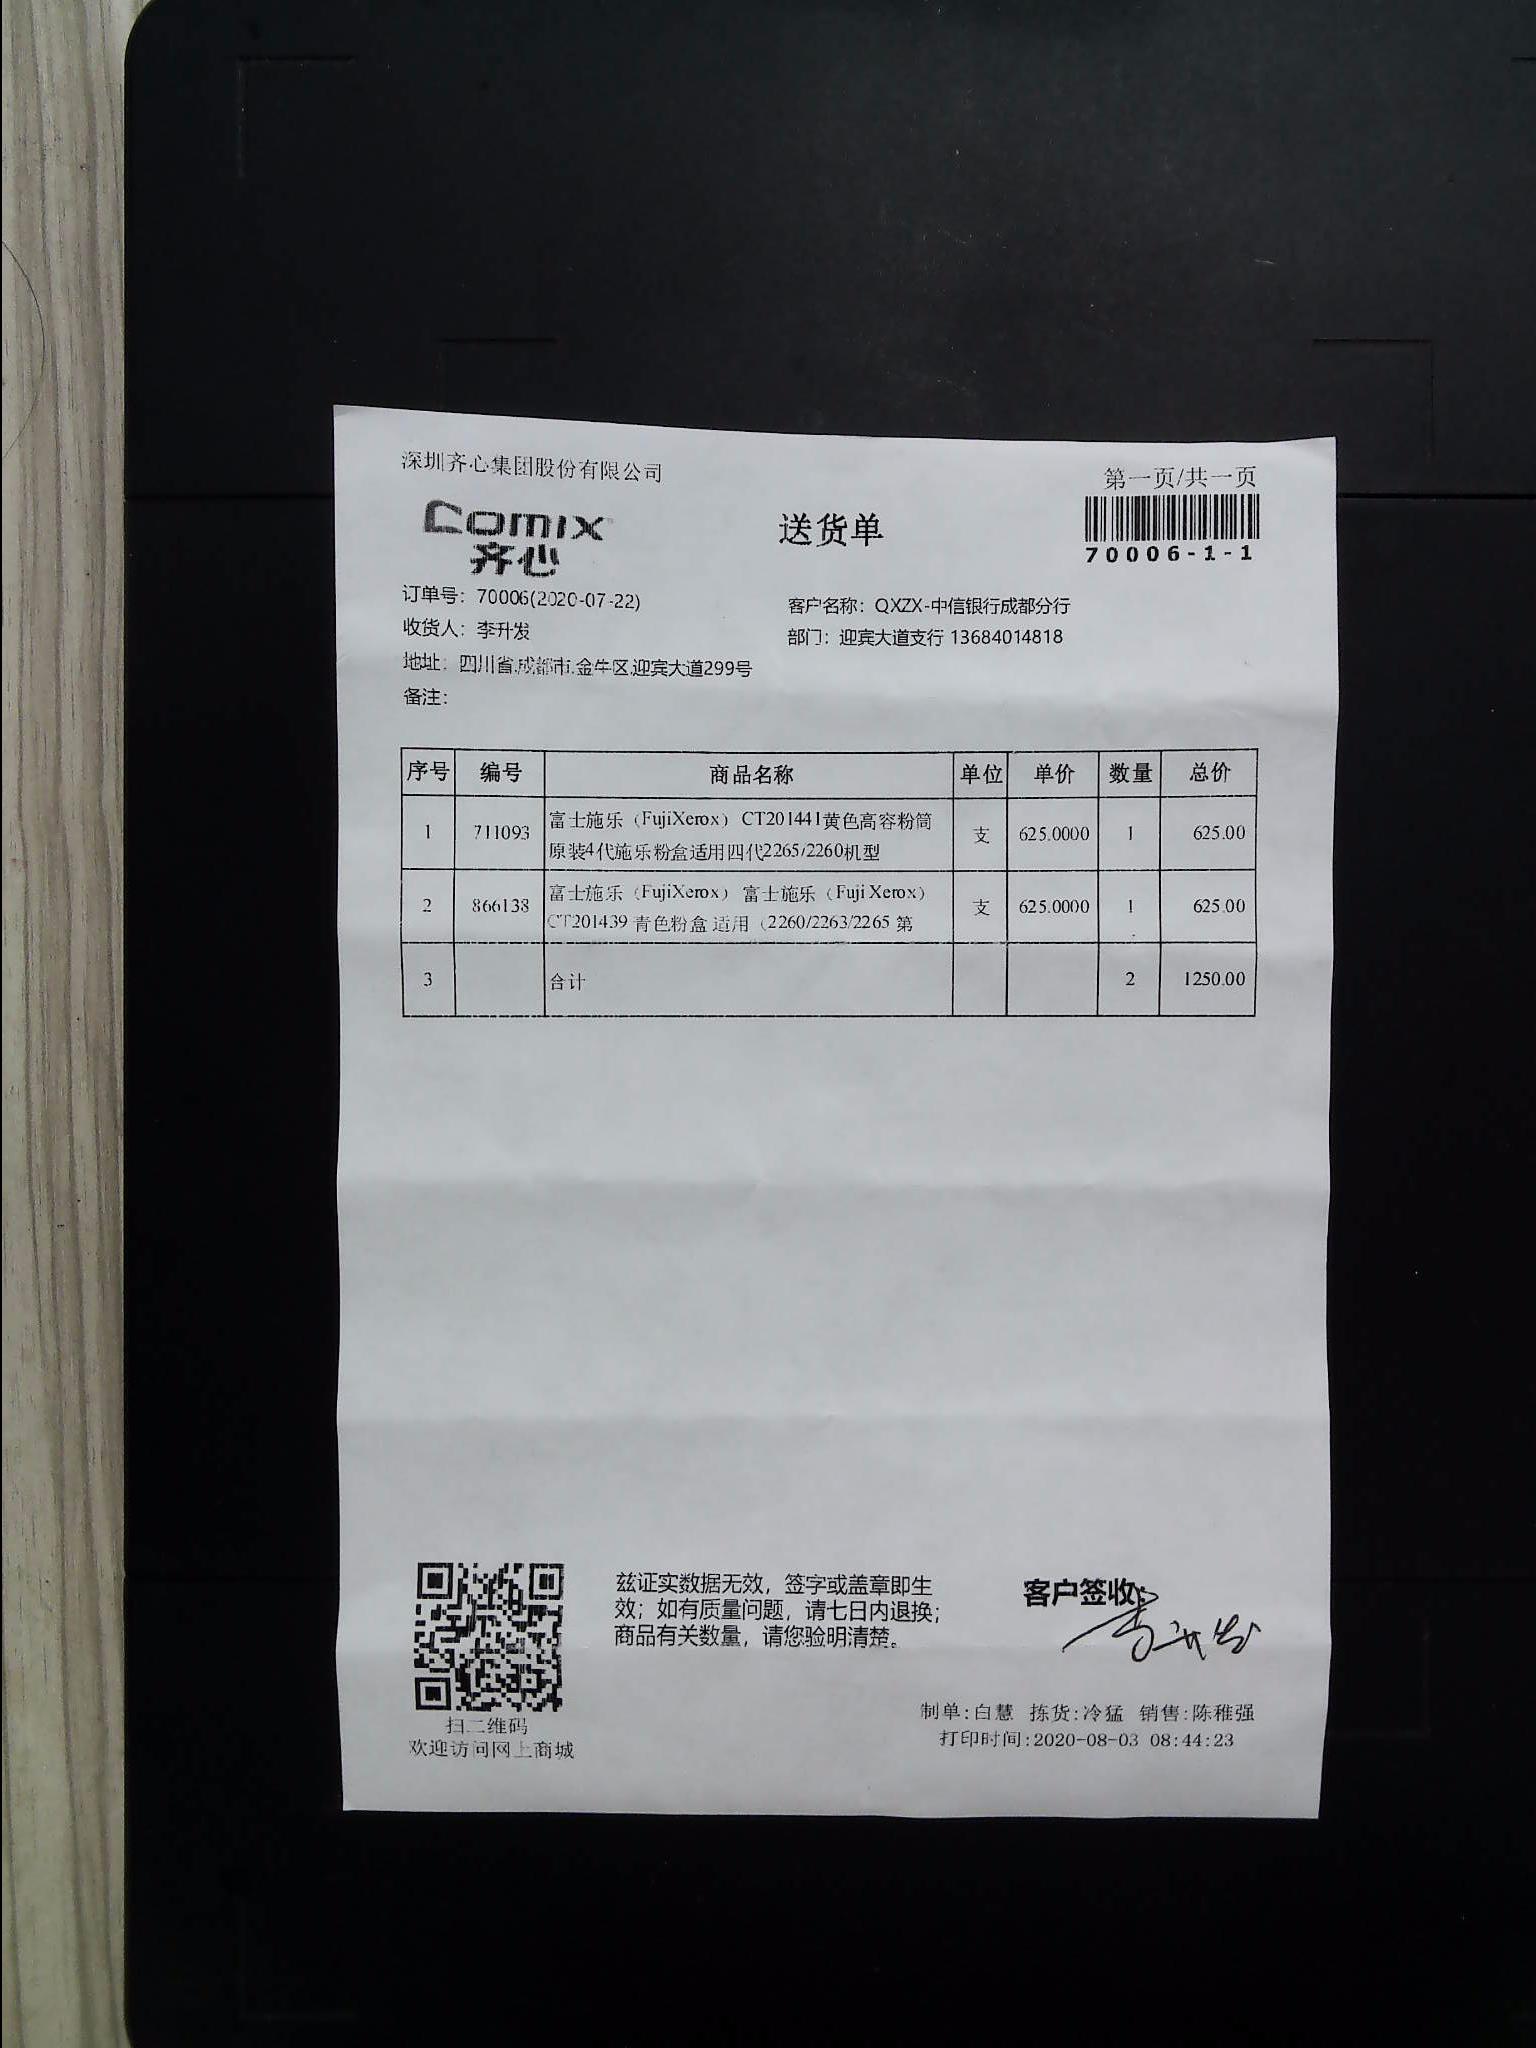 深圳齐心集团股份有限公司
第一页/共一页
Comix
齐心
送货单
70006-1-1
订单号：70006(2020-07-22)
客户名称：QXZX-中信银行成都分行
收货人：李升发
部门：迎宾大道支行 13684014818
地址：四川省.成都市.金牛区.迎宾大道299号
备注：
序号 编号 商品名称 单位 单价 数量 总价
1 711093 富士施乐（FujiXerox） CT201441黄色高容粉筒 支 625.0000 1 625.00
原装4代施乐粉盒适用四代2265/2260机型
2 866138 富士施乐（FujiXerox） 富士施乐（Fuji Xerox） 支 625.0000 1 625.00
CT201439 青色粉盒 适用（2260/2263/2265 第
3 合计 2 1250.00
兹证实数据无效，签字或盖章即生
效；如有质量问题，请七日内退换；
商品有关数量，请您验明清楚。
客户签收:
李升发
扫二维码
欢迎访问网上商城
制单:白慧 拣货:冷猛 销售:陈稚强
打印时间:2020-08-03 08:44:23